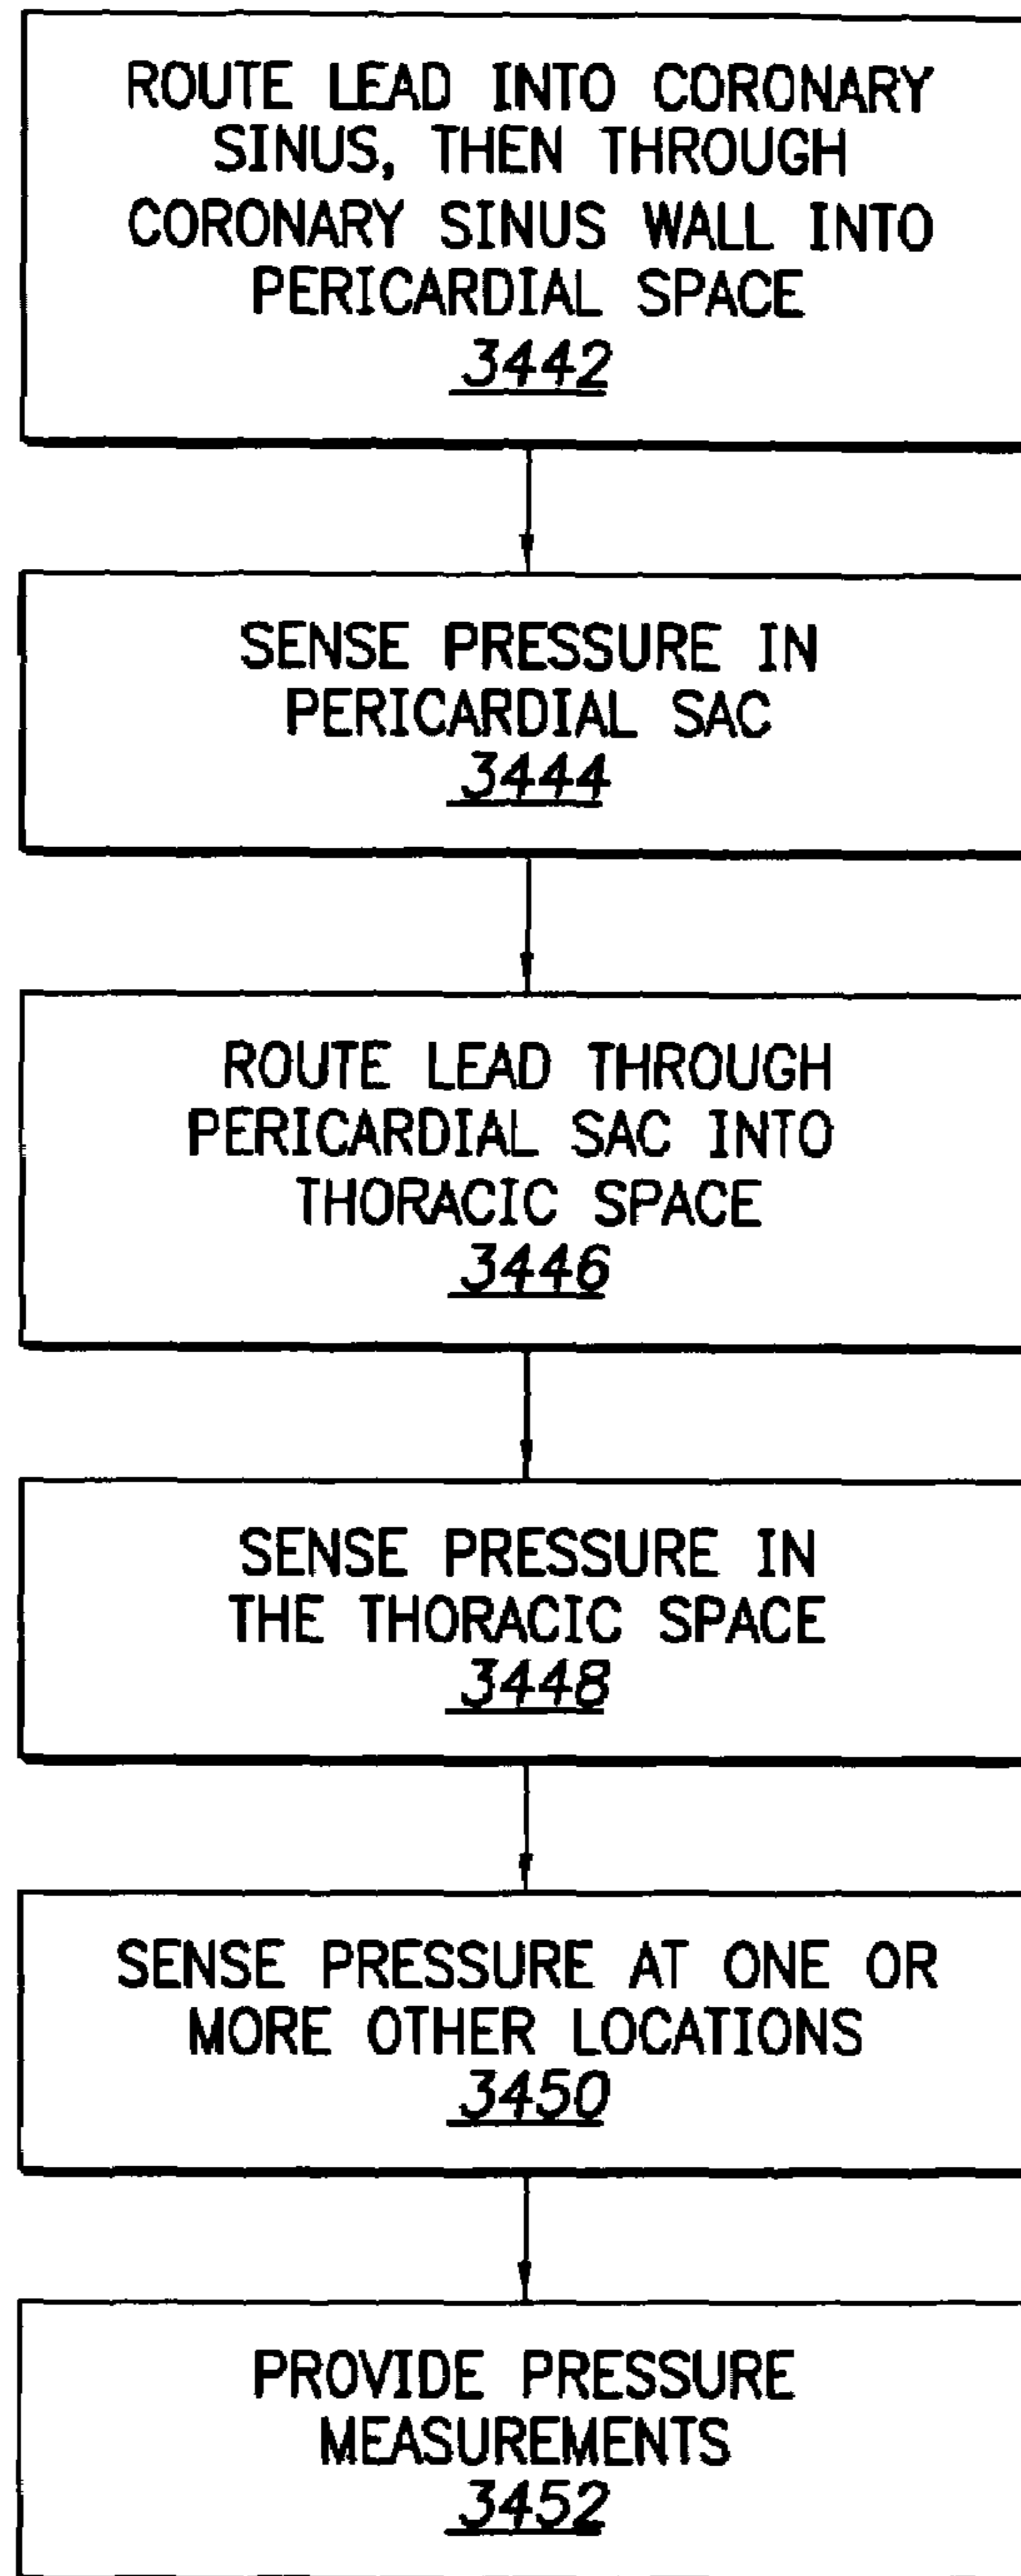 ROUTE LEAD INTO CORONARY
SINUS, THEN THROUGH
CORONARY SINUS WALL INTO
PERICARDIAL SPACE
3442
SENSE PRESSURE IN
PERICARDIAL SAC
3444
ROUTE LEAD THROUGH
PERICARDIAL SAC INTO
THORACIC SPACE
3446
SENSE PRESSURE IN
THE THORACIC SPACE
3448
SENSE PRESSURE AT ONE OR
MORE OTHER LOCATIONS
3450
PROVIDE PRESSURE
MEASUREMENTS
3452